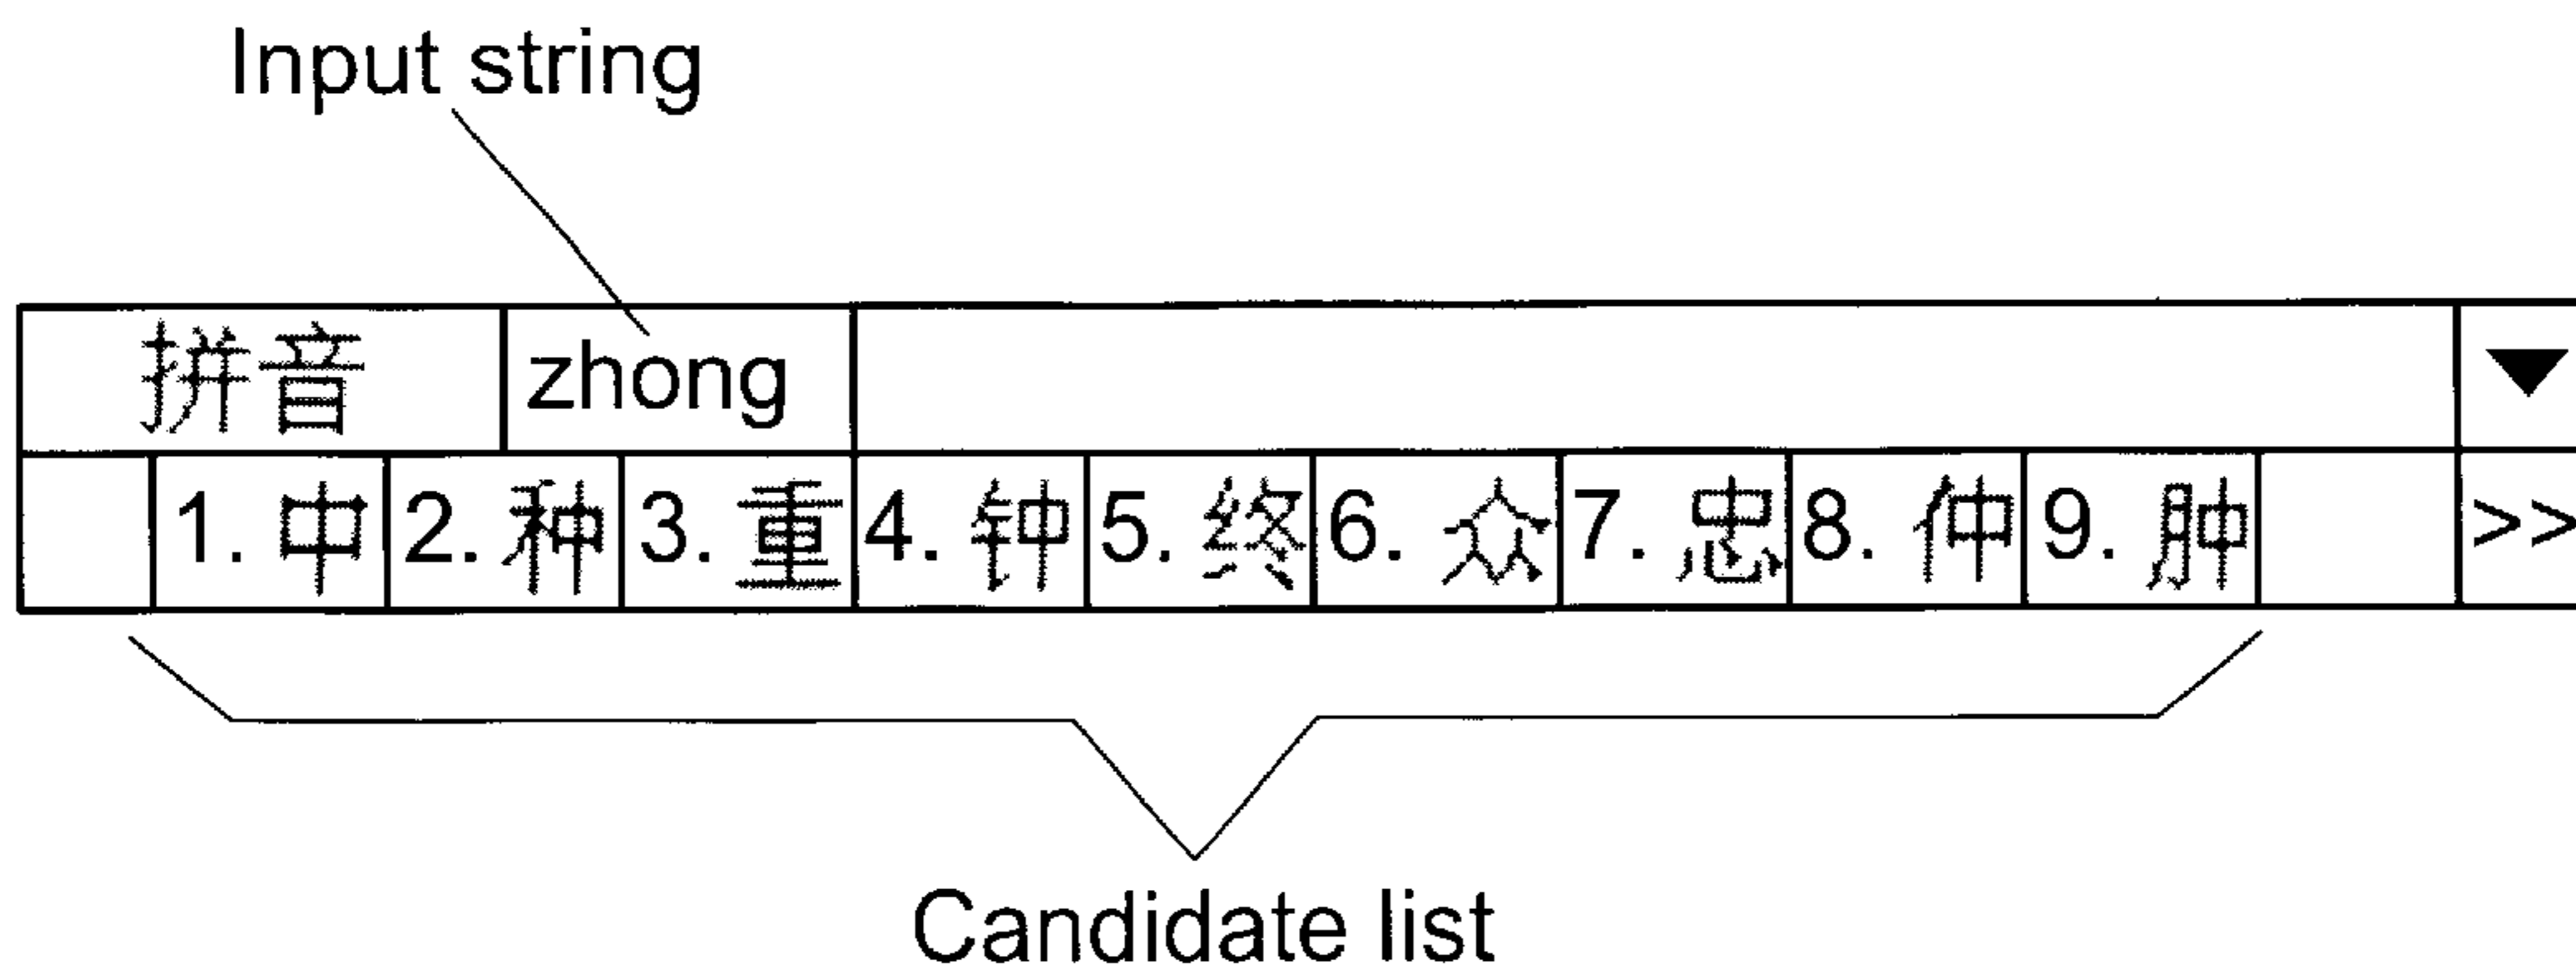 Input string
拼音 zhong ▼
1. 中 2. 种 3. 重 4. 钟 5. 终 6. 众 7. 忠 8. 仲 9. 肿 >>
Candidate list